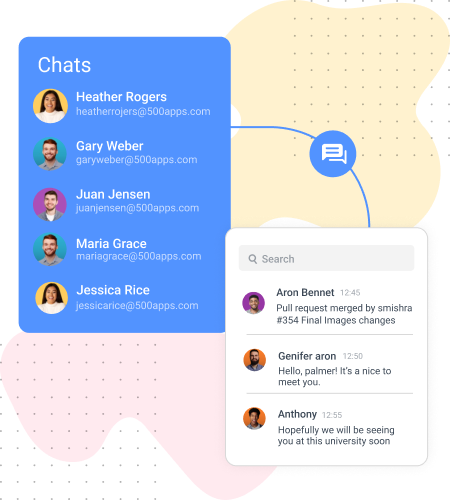 Chats
Heather Rogers
heatherrojers@500apps.com
Gary Weber
garyweber@500apps.com
Juan Jensen
juanjensen@500apps.com
Maria Grace
mariagrace@500apps.com
Jessica Rice
jessicarice@500apps.com
Search
Aron Bennet 12:45
Pull request merged by smishra
#354 Final Images changes
Genifer aron 12:50
Hello, palmer! It's a nice to
meet you.
Anthony 12:55
Hopefully we will be seeing
you at this university soon